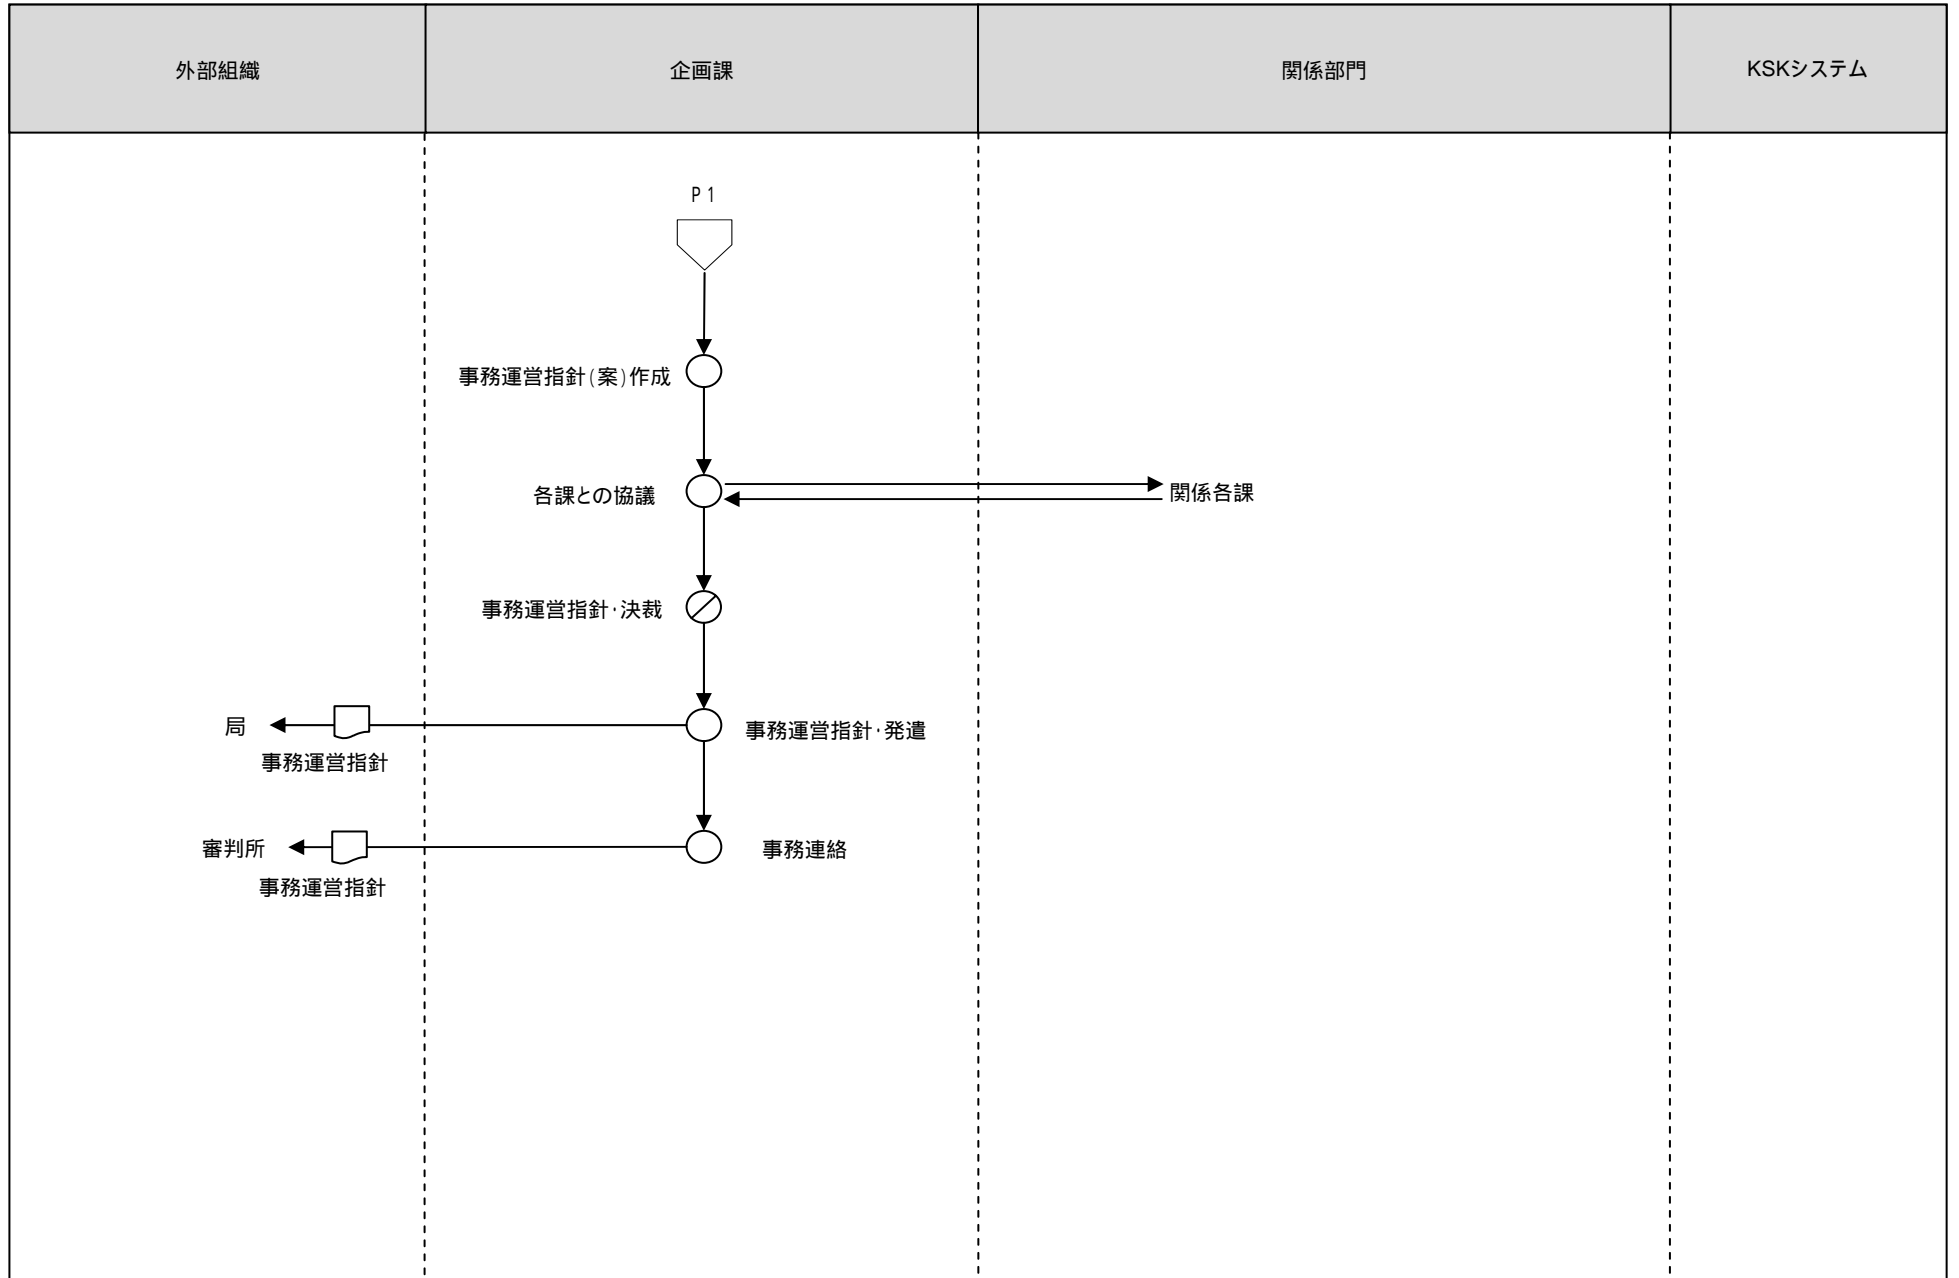 外部組織
企画課
関係部門
KSKシステム
P 1
事務運営指針(案)作成
各課との協議
関係各課
事務運営指針・決裁
局
事務運営指針・発遣
事務運営指針
審判所
事務連絡
事務運営指針